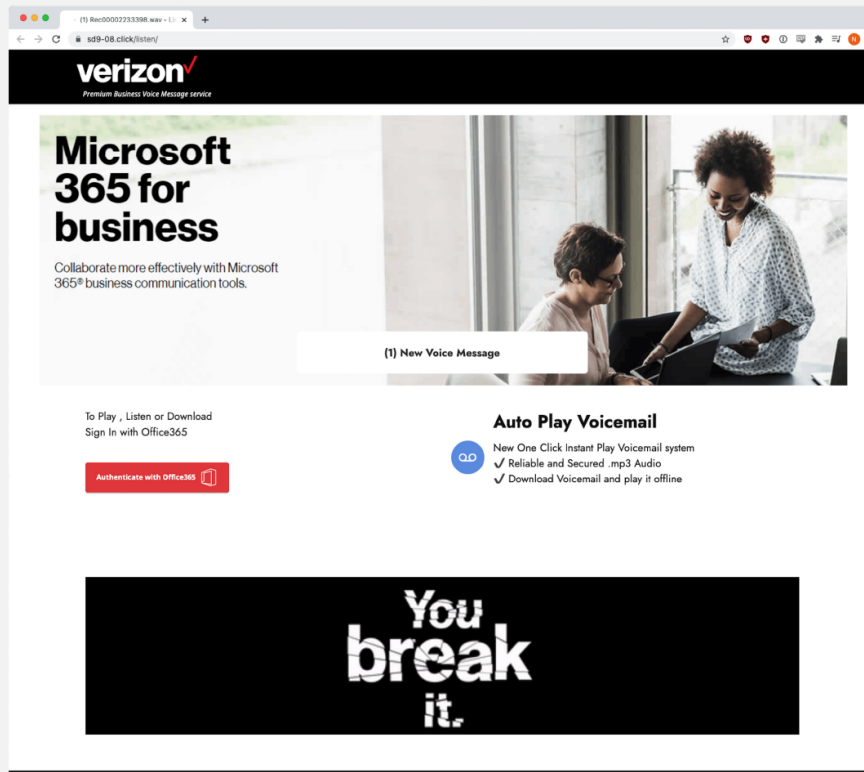 (1) Rec00002233398.wav - Lis
sd9-08.click/listen/
verizon
Premium Business Voice Message service
Microsoft
365 for
business
Collaborate more effectively with Microsoft
365® business communication tools.
(1) New Voice Message
To Play , Listen or Download
Sign In with Office365
Authenticate with Office365
Auto Play Voicemail
New One Click Instant Play Voicemail system
✓ Reliable and Secured .mp3 Audio
✓ Download Voicemail and play it offline
You
break
it.